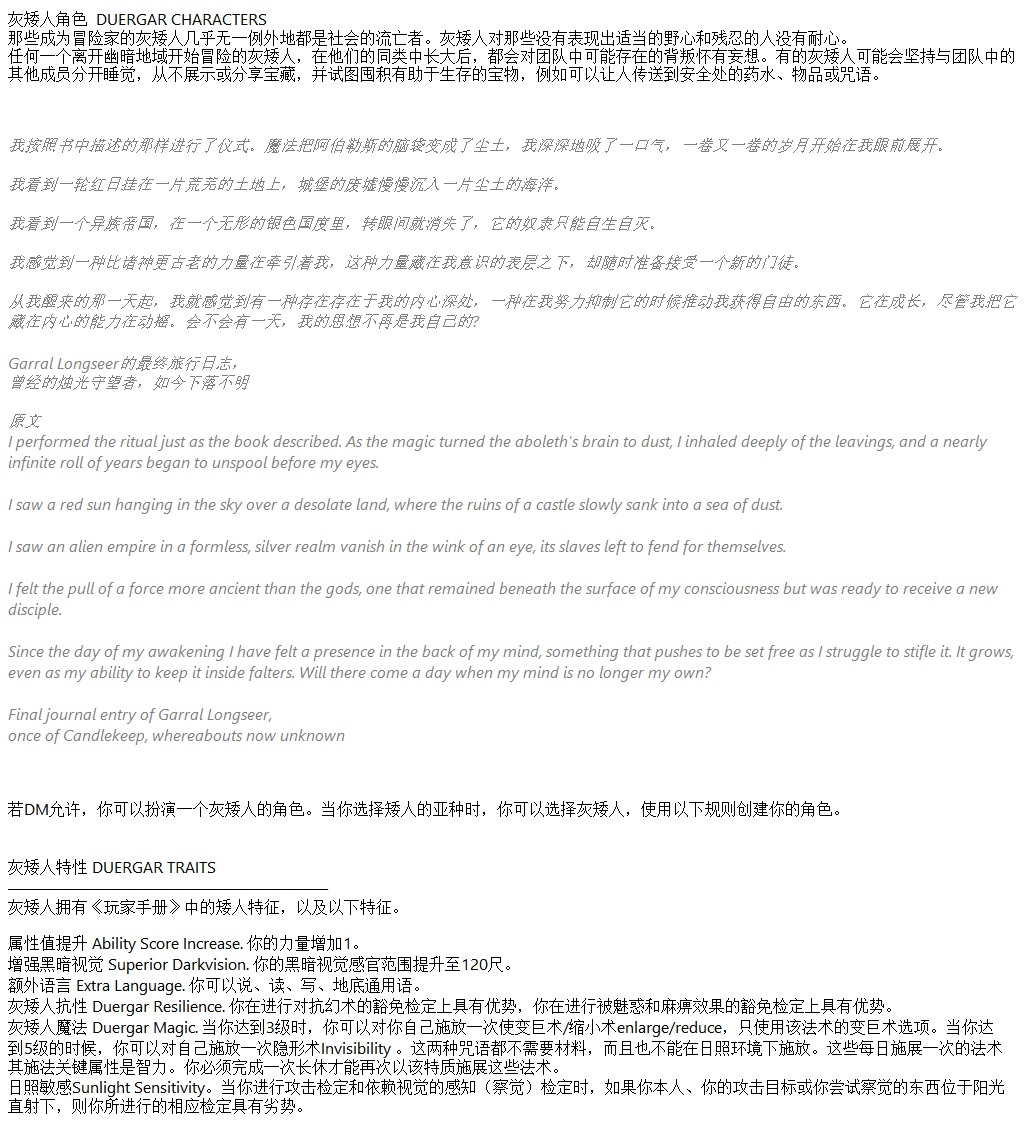 灰矮人角色 DUERGAR CHARACTERS
那些成为冒险家的灰矮人几乎无一例外地都是社会的流亡者。灰矮人对那些没有表现出适当的野心和残忍的人没有耐心。
任何一个离开幽暗地域开始冒险的灰矮人，在他们的同类中长大后，都会对团队中可能存在的背叛怀有妄想。有的灰矮人可能会坚持与团队中的
其他成员分开睡觉，从不展示或分享宝藏，并试图囤积有助于生存的宝物，例如可以让人传送到安全处的药水、物品或咒语。
我按照书中描述的那样进行了仪式。魔法把阿伯勒斯的脑袋变成了尘土，我深深地吸了一口气，一卷又一卷的岁月开始在我眼前展开。
我看到一轮红日挂在一片荒芜的土地上，城堡的废墟慢慢沉入一片尘土的海洋。
我看到一个异族帝国，在一个无形的银色国度里，转眼间就消失了，它的奴隶只能自生自灭。
我感觉到一种比诸神更古老的力量在牵引着我，这种力量藏在我意识的表层之下，却随时准备接受一个新的门徒。
从我醒来的那一天起，我就感觉到有一种存在存在于我的内心深处，一种在我努力抑制它的时候推动我获得自由的东西。它在成长，尽管我把它
藏在内心的能力在动摇。会不会有一天，我的思想不再是我自己的?
Garral Longseer的最终旅行日志，
曾经的烛光守望者，如今下落不明
原文
I performed the ritual just as the book described. As the magic turned the aboleth's brain to dust, I inhaled deeply of the leavings, and a nearly
infinite roll of years began to unspool before my eyes.
I saw a red sun hanging in the sky over a desolate land, where the ruins of a castle slowly sank into a sea of dust.
I saw an alien empire in a formless, silver realm vanish in the wink of an eye, its slaves left to fend for themselves.
I felt the pull of a force more ancient than the gods, one that remained beneath the surface of my consciousness but was ready to receive a new
disciple.
Since the day of my awakening I have felt a presence in the back of my mind, something that pushes to be set free as I struggle to stifle it. It grows,
even as my ability to keep it inside falters. Will there come a day when my mind is no longer my own?
Final journal entry of Garral Longseer,
once of Candlekeep, whereabouts now unknown
若DM允许，你可以扮演一个灰矮人的角色。当你选择矮人的亚种时，你可以选择灰矮人，使用以下规则创建你的角色。
灰矮人特性 DUERGAR TRAITS
灰矮人拥有《玩家手册》中的矮人特征，以及以下特征。
属性值提升 Ability Score Increase. 你的力量增加1。
增强黑暗视觉 Superior Darkvision. 你的黑暗视觉感官范围提升至120尺。
额外语言 Extra Language. 你可以说、读、写、地底通用语。
灰矮人抗性 Duergar Resilience. 你在进行对抗幻术的豁免检定上具有优势，你在进行被魅惑和麻痹效果的豁免检定上具有优势。
灰矮人魔法 Duergar Magic. 当你达到3级时，你可以对你自己施放一次使变巨术/缩小术enlarge/reduce，只使用该法术的变巨术选项。当你达
到5级的时候，你可以对自己施放一次隐形术Invisibility 。这两种咒语都不需要材料，而且也不能在日照环境下施放。这些每日施展一次的法术
其施法关键属性是智力。你必须完成一次长休才能再次以该特质施展这些法术。
日照敏感Sunlight Sensitivity。当你进行攻击检定和依赖视觉的感知（察觉）检定时，如果你本人、你的攻击目标或你尝试察觉的东西位于阳光
直射下，则你所进行的相应检定具有劣势。